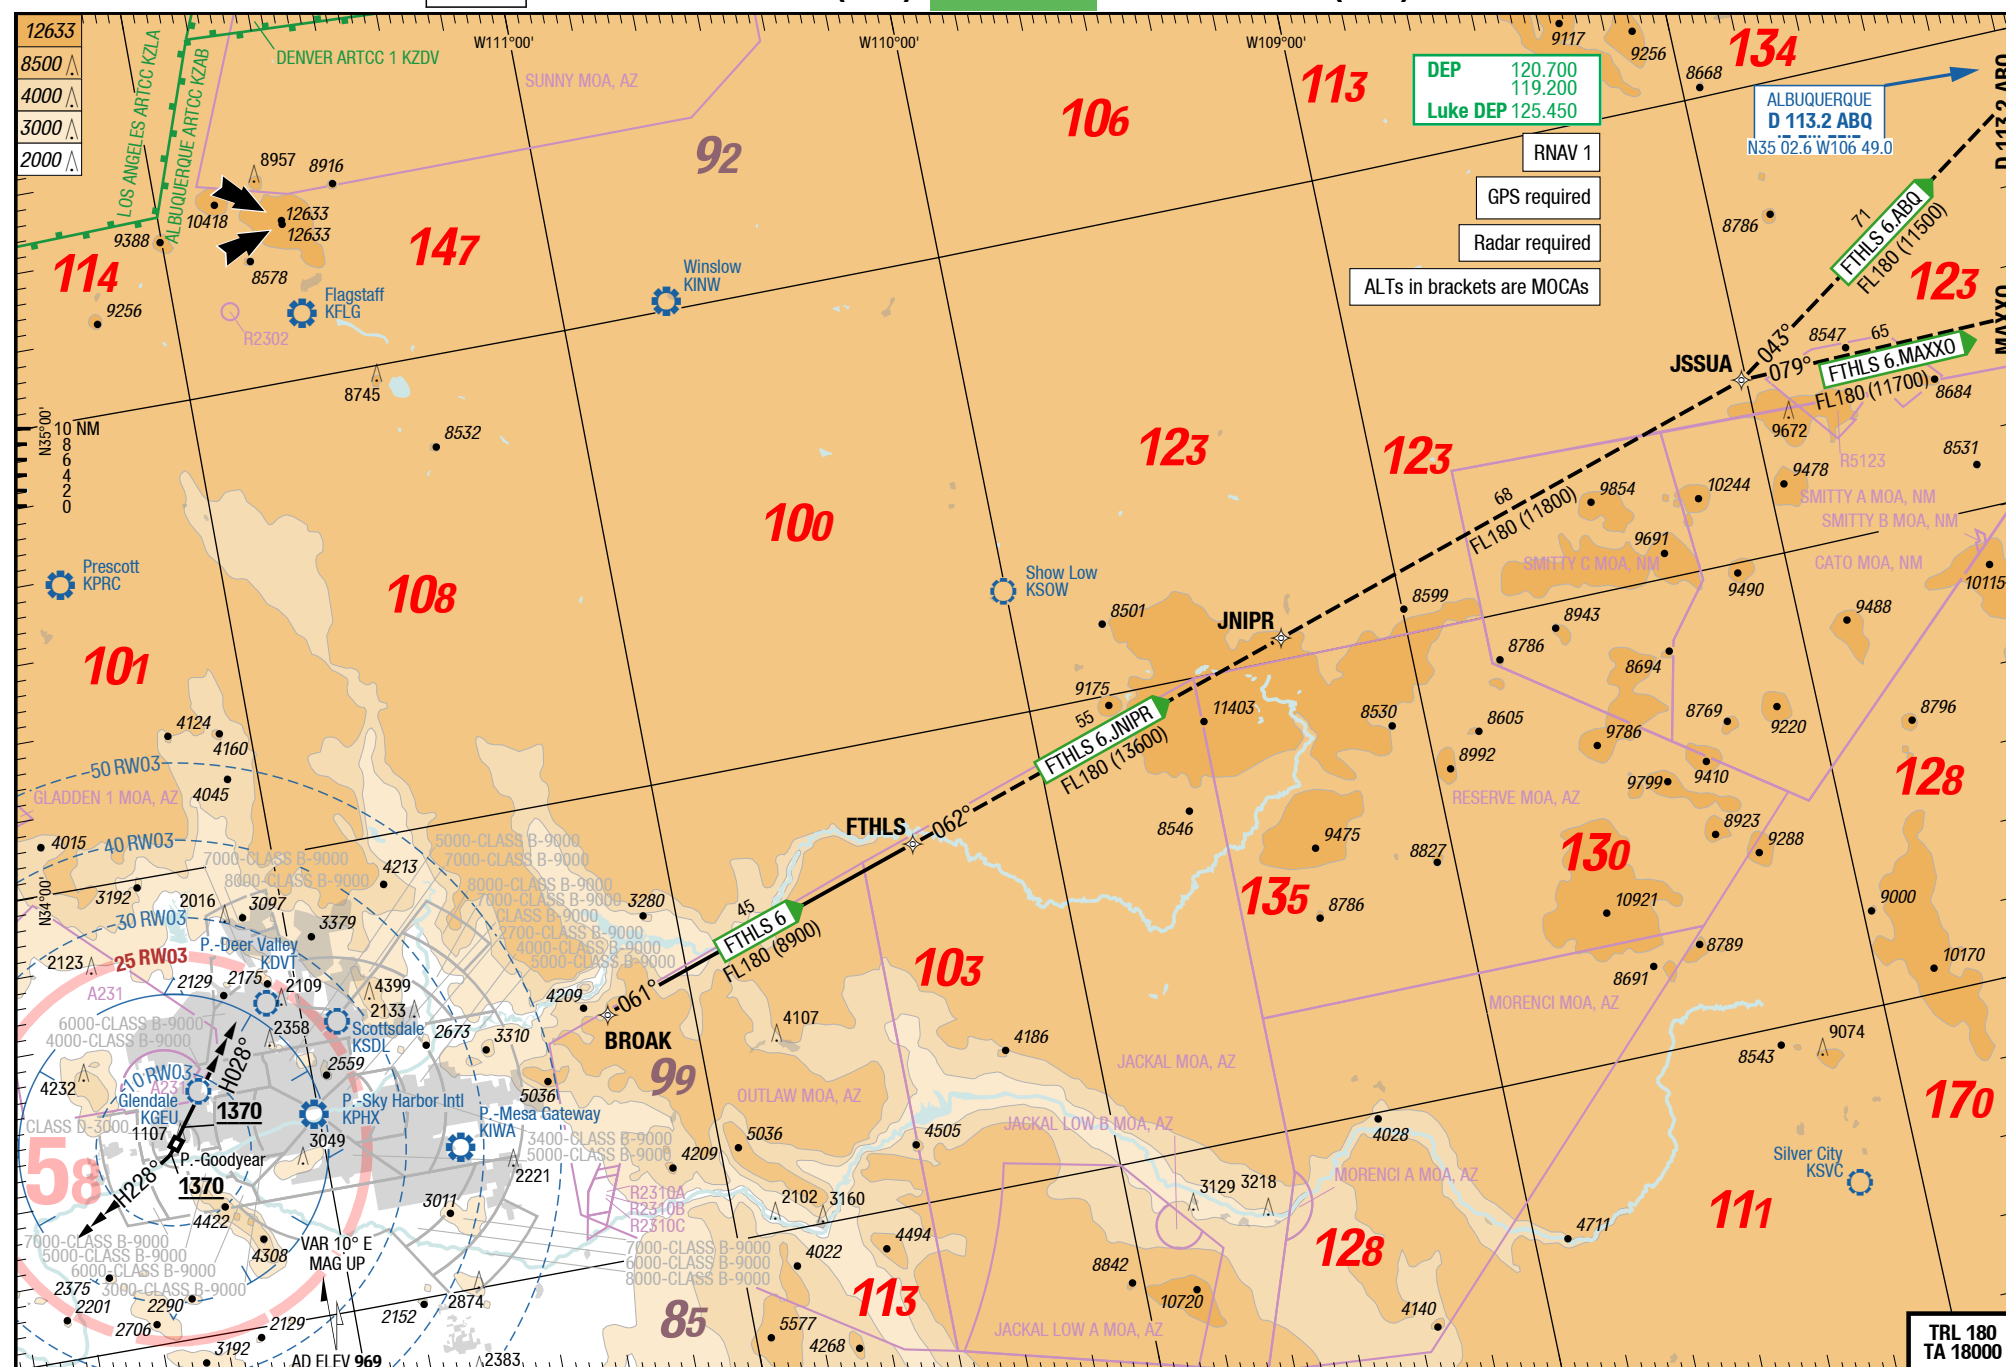 12633
8500
4000
3000
2000
LOS ANGELES ARTCC KZLA
ALBUQUERQUE ARTCC KZAB
DENVER ARTCC 1 KZDV
W111°00'
W110°00'
W109°00'
SUNNY MOA, AZ
9117
9256
8668
134
113
106
92
DEP 120.700
119.200
Luke DEP 125.450
RNAV 1
GPS required
Radar required
ALTs in brackets are MOCAs
ALBUQUERQUE
D 113.2 ABQ
N35 02.6 W106 49.0
D 113.2 ABQ
MAXXO
8957
8916
10418
12633
12633
9388
8578
114
147
9256
R2302
Flagstaff
KFLG
Winslow
KINW
8786
71
FTHLS 6.ABQ
FL180 (11500)
123
8547
65
JSSUA
043°
079°
FTHLS 6.MAXXO
FL180 (11700)
8684
8745
8532
9672
8531
R5123
N35°00'
10 NM
8
6
4
2
0
123
123
100
9478
SMITTY A MOA, NM
SMITTY B MOA, NM
68
FL180 (11800)
9854
10244
9691
SMITTY C MOA, NM
CATO MOA, NM
9490
10115
Prescott
KPRC
108
101
Show Low
KSOW
8501
JNIPR
8599
8943
9488
8786
8694
9175
55
FTHLS 6.JNIPR
FL180 (13600)
11403
8530
8605
8992
9786
8769
9220
8796
9410
9799
128
4124
4160
4045
50 RW03
GLADDEN 1 MOA, AZ
RESERVE MOA, AZ
8546
9475
8827
8923
9288
130
FTHLS
062°
4015
40 RW03
5000-CLASS B-9000
7000-CLASS B-9000
7000-CLASS B-9000
8000-CLASS B-9000
4213
8000-CLASS B-9000
7000-CLASS B-9000
CLASS B-9000
2700-CLASS B-9000
4000-CLASS B-9000
5000-CLASS B-9000
3192
2016
3097
3379
3280
N34°00'
30 RW03
45
FTHLS 6
FL180 (8900)
135
8786
10921
9000
8789
8691
10170
103
P.-Deer Valley
KDVT
25 RW03
2123
2129
2175
2109
4399
2133
A231
4209
061°
BROAK
MORENCI MOA, AZ
6000-CLASS B-9000
4000-CLASS B-9000
2358
Scottsdale
KSDL
2673
3310
2559
4107
4186
99
JACKAL MOA, AZ
8543
9074
4232
10 RW03
A231
H028°
Glendale
KGEU
1370
P.-Sky Harbor Intl
KPHX
5036
P.-Mesa Gateway
KIWA
OUTLAW MOA, AZ
170
CLASS D-3000
1107
3049
3400-CLASS B-9000
5000-CLASS B-9000
JACKAL LOW B MOA, AZ
4505
5036
4209
4028
58
P.-Goodyear
H228°
1370
2221
MORENCI A MOA, AZ
Silver City
KSVC
R2310A
R2310B
R2310C
2102
3160
3129
3218
4422
3011
4711
111
4308
VAR 10° E
MAG UP
7000-CLASS B-9000
5000-CLASS B-9000
6000-CLASS B-9000
3000-CLASS B-9000
7000-CLASS B-9000
6000-CLASS B-9000
8000-CLASS B-9000
4494
4022
128
8842
10720
2375
2201
2290
2706
2129
3192
2152
2874
113
85
5577
4268
4140
JACKAL LOW A MOA, AZ
2383
AD ELEV 969
TRL 180
TA 18000